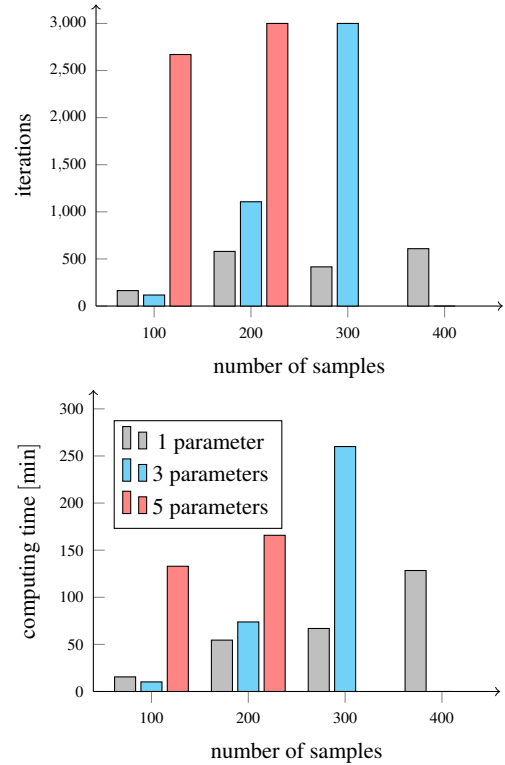 3,000
2,500
2,000
1,500
1,000
500
0
iterations
100 200 300 400
number of samples
300
250
200
150
100
50
0
computing time [min]
1 parameter
3 parameters
5 parameters
100 200 300 400
number of samples